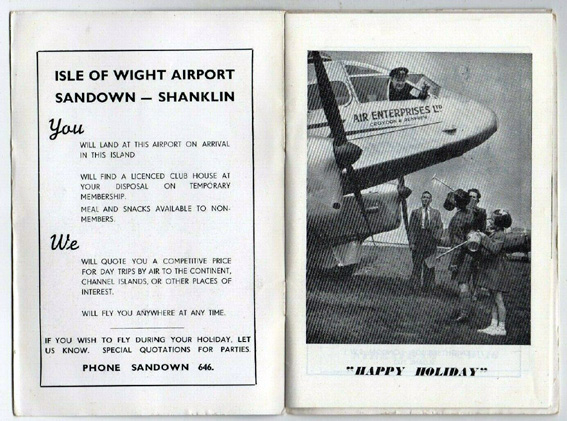 ISLE OF WIGHT AIRPORT
SANDOWN — SHANKLIN
You
WILL LAND AT THIS AIRPORT ON ARRIVAL
IN THIS ISLAND
WILL FIND A LICENCED CLUB HOUSE AT
YOUR DISPOSAL ON TEMPORARY
MEMBERSHIP.
MEAL AND SNACKS AVAILABLE TO NON-
MEMBERS.
We
WILL QUOTE YOU A COMPETITIVE PRICE
FOR DAY TRIPS BY AIR TO THE CONTINENT,
CHANNEL ISLANDS, OR OTHER PLACES OF
INTEREST.
WILL FLY YOU ANYWHERE AT ANY TIME.
IF YOU WISH TO FLY DURING YOUR HOLIDAY, LET
US KNOW. SPECIAL QUOTATIONS FOR PARTIES.
PHONE SANDOWN 646.
AIR ENTERPRISES LTD
CROYDON &
"HAPPY HOLIDAY"